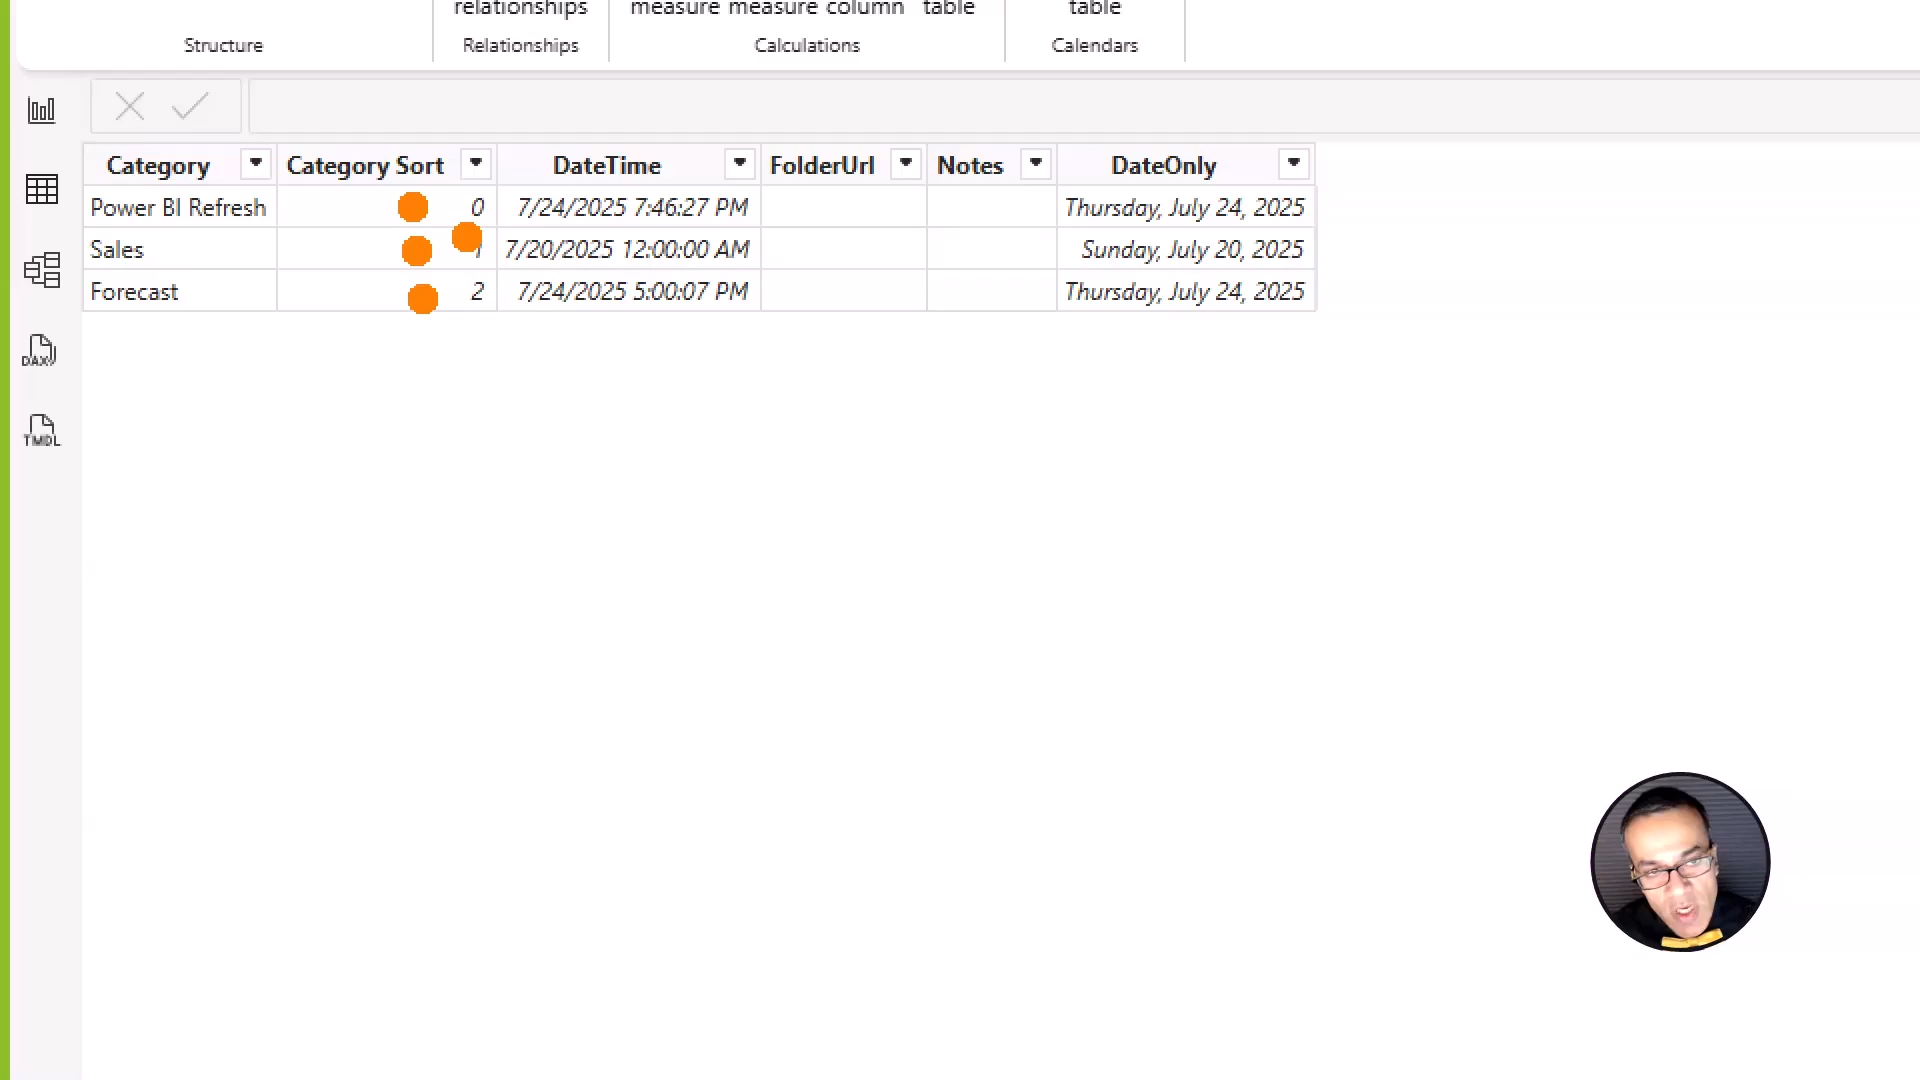 relationships measure measure column table table
Structure Relationships Calculations Calendars
Category Category Sort DateTime FolderUrl Notes DateOnly
Power BI Refresh 0 7/24/2025 7:46:27 PM Thursday, July 24, 2025
Sales 7/20/2025 12:00:00 AM Sunday, July 20, 2025
Forecast 2 7/24/2025 5:00:07 PM Thursday, July 24, 2025
DAX
TMDL